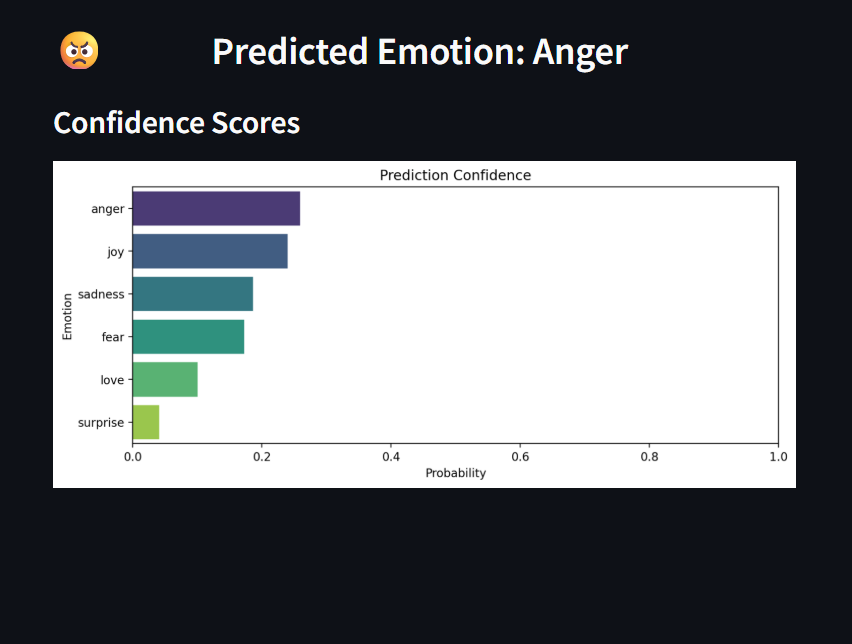 Predicted Emotion: Anger
Confidence Scores
Prediction Confidence
Emotion
anger
joy
sadness
fear
love
surprise
0.0 0.2 0.4 0.6 0.8 1.0
Probability